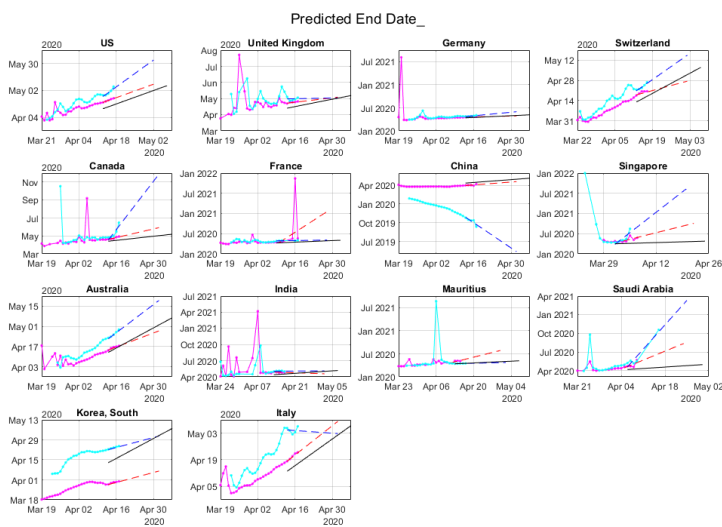 Predicted End Date_
2020 US
May 30
May 02
Apr 04
Mar 21 Apr 04 Apr 18 May 02
2020
2020 United Kingdom
Aug
Jul
Jun
May
Apr
Mar
Mar 19 Apr 02 Apr 16 Apr 30
2020
Germany
Jul 2021
Jan 2021
Jul 2020
Jan 2020
Mar 19 Apr 02 Apr 16 Apr 30
2020
2020 Switzerland
May 12
Apr 28
Apr 14
Mar 31
Mar 22 Apr 05 Apr 19 May 03
2020
2020 Canada
Nov
Sep
Jul
May
Mar
Mar 19 Apr 02 Apr 16 Apr 30
2020
France
Jan 2022
Jul 2021
Jan 2021
Jul 2020
Jan 2020
Mar 19 Apr 02 Apr 16 Apr 30
2020
China
Apr 2020
Jan 2020
Oct 2019
Jul 2019
Mar 19 Apr 02 Apr 16 Apr 30
2020
Singapore
Jan 2022
Jul 2021
Jan 2021
Jul 2020
Jan 2020
Mar 29 Apr 12 Apr 26
2020
2020 Australia
May 15
May 01
Apr 17
Apr 03
Mar 19 Apr 02 Apr 16 Apr 30
2020
India
Jul 2021
Apr 2021
Jan 2021
Oct 2020
Jul 2020
Apr 2020
Mar 24 Apr 07 Apr 21 May 05
2020
Mauritius
Jul 2021
Jan 2021
Jul 2020
Jan 2020
Mar 23 Apr 06 Apr 20 May 04
2020
Saudi Arabia
Apr 2021
Jan 2021
Oct 2020
Jul 2020
Apr 2020
Mar 21 Apr 04 Apr 18 May 02
2020
2020 Korea, South
May 13
Apr 29
Apr 15
Apr 01
Mar 18
Mar 19 Apr 02 Apr 16 Apr 30
2020
2020 Italy
May 03
Apr 19
Apr 05
Mar 19 Apr 02 Apr 16 Apr 30
2020